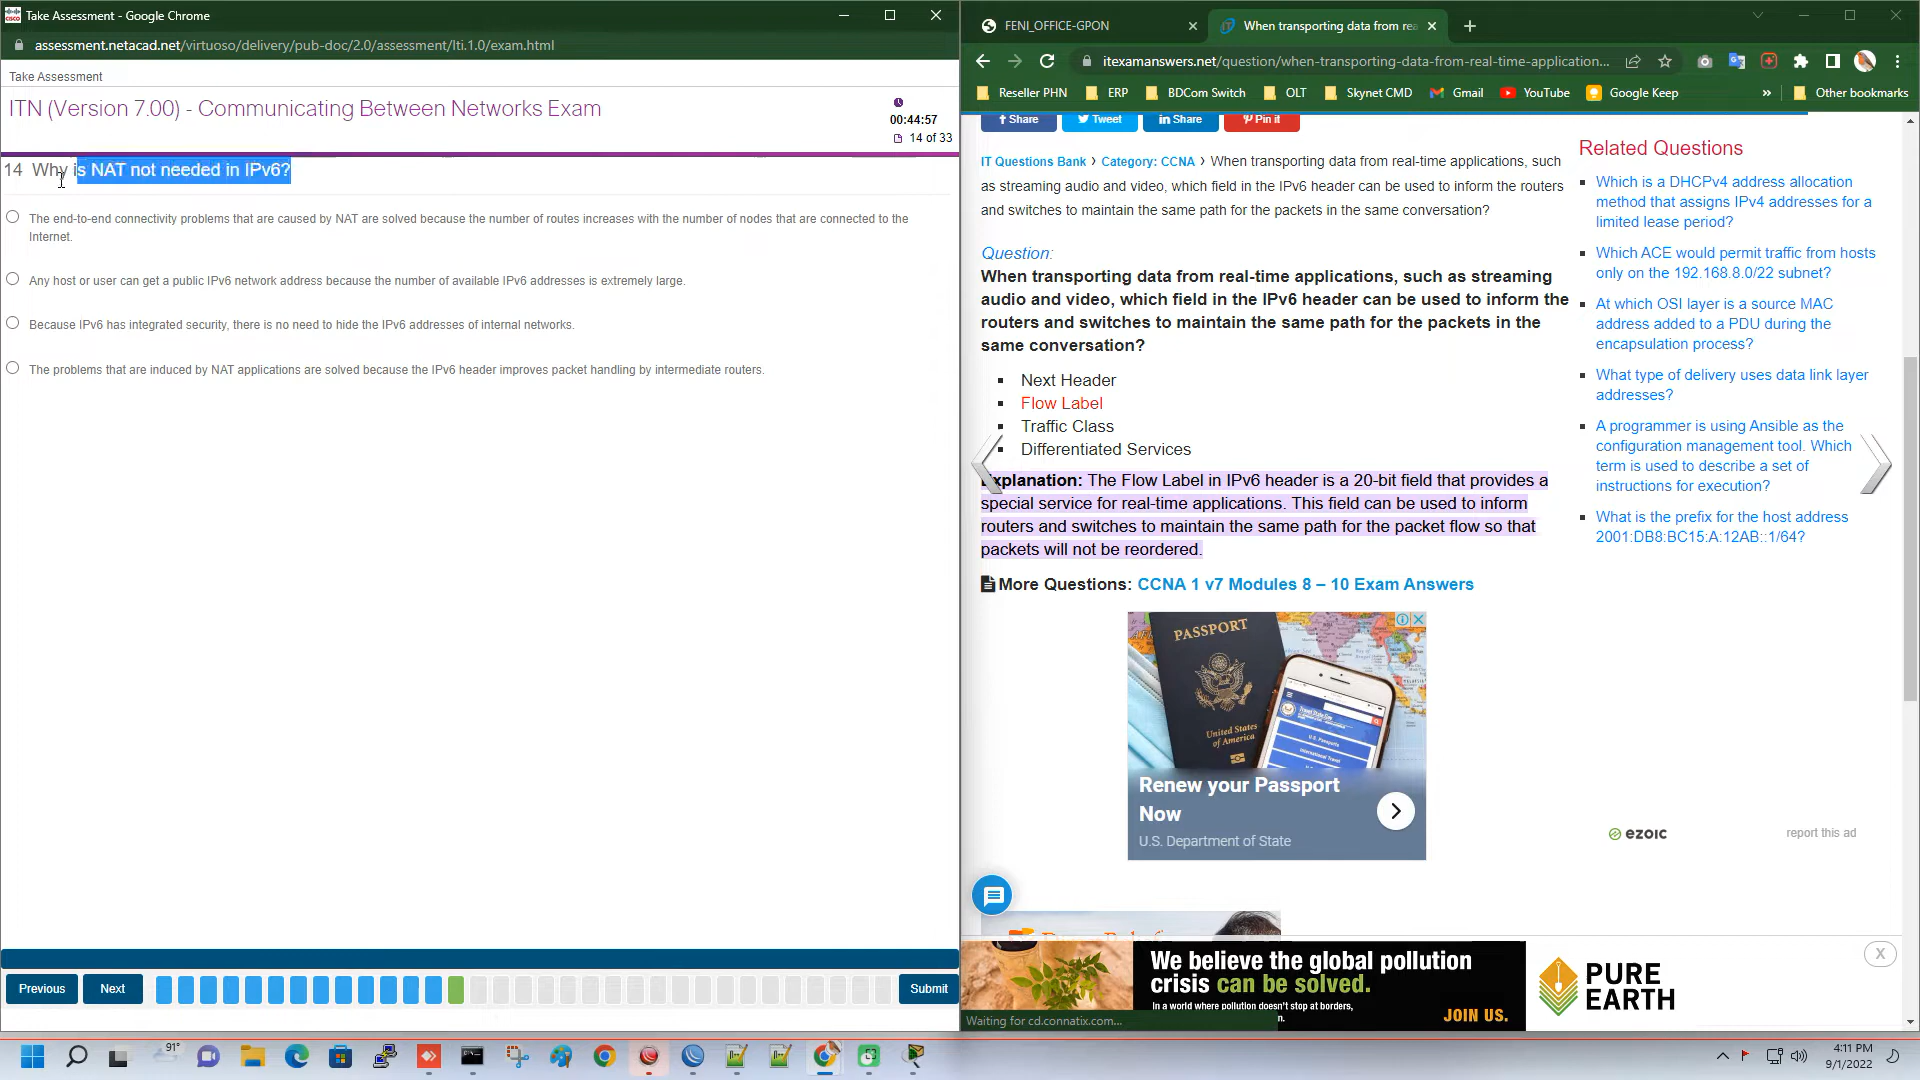 Take Assessment - Google Chrome
assessment.netacad.net/virtuoso/delivery/pub-doc/2.0/assessment/lti.1.0/exam.html
Take Assessment
ITN (Version 7.00) - Communicating Between Networks Exam
00:44:57
14 of 33
14 Why is NAT not needed in IPv6?
The end-to-end connectivity problems that are caused by NAT are solved because the number of routes increases with the number of nodes that are connected to the
Internet.
Any host or user can get a public IPv6 network address because the number of available IPv6 addresses is extremely large.
Because IPv6 has integrated security, there is no need to hide the IPv6 addresses of internal networks.
The problems that are induced by NAT applications are solved because the IPv6 header improves packet handling by intermediate routers.
Previous
Next
Submit
FENI_OFFICE-GPON
When transporting data from rea
itexamanswers.net/question/when-transporting-data-from-real-time-application...
Reseller PHN
ERP
BDCom Switch
OLT
Skynet CMD
Gmail
YouTube
Google Keep
»
Other bookmarks
Share
Tweet
Share
Pin it
IT Questions Bank › Category: CCNA › When transporting data from real-time applications, such
as streaming audio and video, which field in the IPv6 header can be used to inform the routers
and switches to maintain the same path for the packets in the same conversation?
Question:
When transporting data from real-time applications, such as streaming
audio and video, which field in the IPv6 header can be used to inform the
routers and switches to maintain the same path for the packets in the
same conversation?
Next Header
Flow Label
Traffic Class
Differentiated Services
Explanation: The Flow Label in IPv6 header is a 20-bit field that provides a
special service for real-time applications. This field can be used to inform
routers and switches to maintain the same path for the packet flow so that
packets will not be reordered.
More Questions: CCNA 1 v7 Modules 8 – 10 Exam Answers
PASSPORT
United States
of America
Renew your Passport
Now
U.S. Department of State
Related Questions
Which is a DHCPv4 address allocation
method that assigns IPv4 addresses for a
limited lease period?
Which ACE would permit traffic from hosts
only on the 192.168.8.0/22 subnet?
At which OSI layer is a source MAC
address added to a PDU during the
encapsulation process?
What type of delivery uses data link layer
addresses?
A programmer is using Ansible as the
configuration management tool. Which
term is used to describe a set of
instructions for execution?
What is the prefix for the host address
2001:DB8:BC15:A:12AB::1/64?
ezoic
report this ad
We believe the global pollution
crisis can be solved.
In a world where pollution doesn't stop at borders,
JOIN US.
PURE
EARTH
X
Waiting for cd.connatix.com...
91°
4:11 PM
9/1/2022